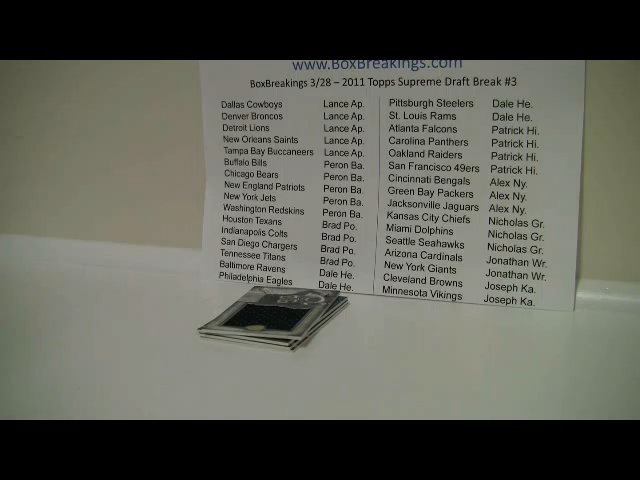 www.BoxBreakings.com
BoxBreakings 3/28 – 2011 Topps Supreme Draft Break #3
Dallas Cowboys Lance Ap.
Denver Broncos Lance Ap.
Detroit Lions Lance Ap.
New Orleans Saints Lance Ap.
Tampa Bay Buccaneers Lance Ap.
Buffalo Bills Peron Ba.
Chicago Bears Peron Ba.
New England Patriots Peron Ba.
New York Jets Peron Ba.
Washington Redskins Peron Ba.
Houston Texans Brad Po.
Indianapolis Colts Brad Po.
San Diego Chargers Brad Po.
Tennessee Titans Brad Po.
Baltimore Ravens Dale He.
Philadelphia Eagles Dale He.
Pittsburgh Steelers Dale He.
St. Louis Rams Dale He.
Atlanta Falcons Patrick Hi.
Carolina Panthers Patrick Hi.
Oakland Raiders Patrick Hi.
San Francisco 49ers Patrick Hi.
Cincinnati Bengals Alex Ny.
Green Bay Packers Alex Ny.
Jacksonville Jaguars Alex Ny.
Kansas City Chiefs Nicholas Gr.
Miami Dolphins Nicholas Gr.
Seattle Seahawks Nicholas Gr.
Arizona Cardinals Jonathan Wr.
New York Giants Jonathan Wr.
Cleveland Browns Joseph Ka.
Minnesota Vikings Joseph Ka.